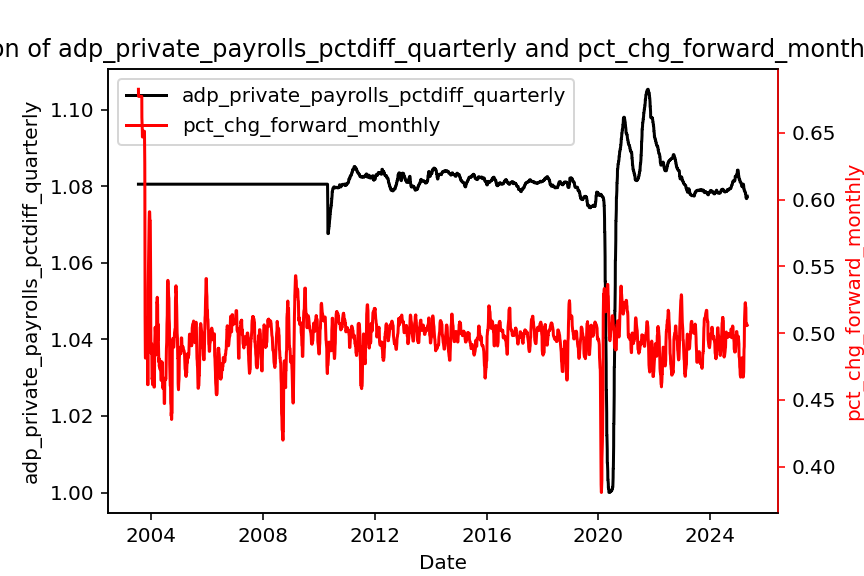 of adp_private_payrolls_pctdiff_quarterly and
adp_private_payrolls_pctdiff_quarterly
pct_chg_forward_monthly
adp_private_payrolls_pctdiff_quarterly
1.10
1.08
1.06
1.04
1.02
1.00
0.65
0.60
0.55
0.50
0.45
0.40
pct_chg_forward_monthly
2004 2008 2012 2016 2020 2024
Date